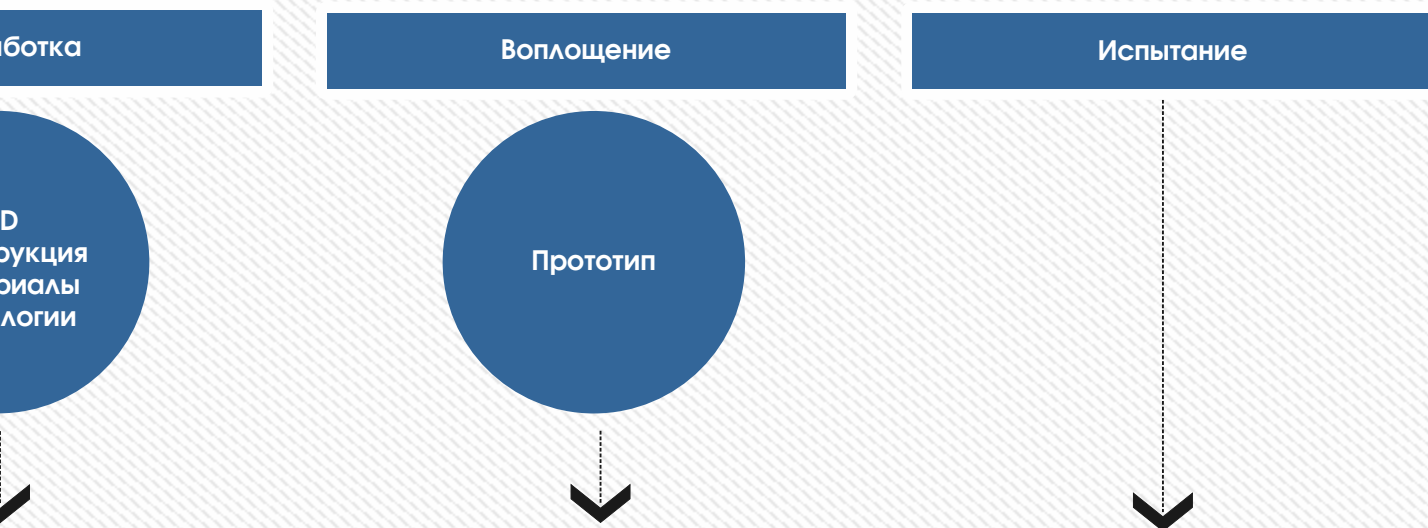 ботка
Воплощение
Испытание
D
рукция
риалы
логии
Прототип